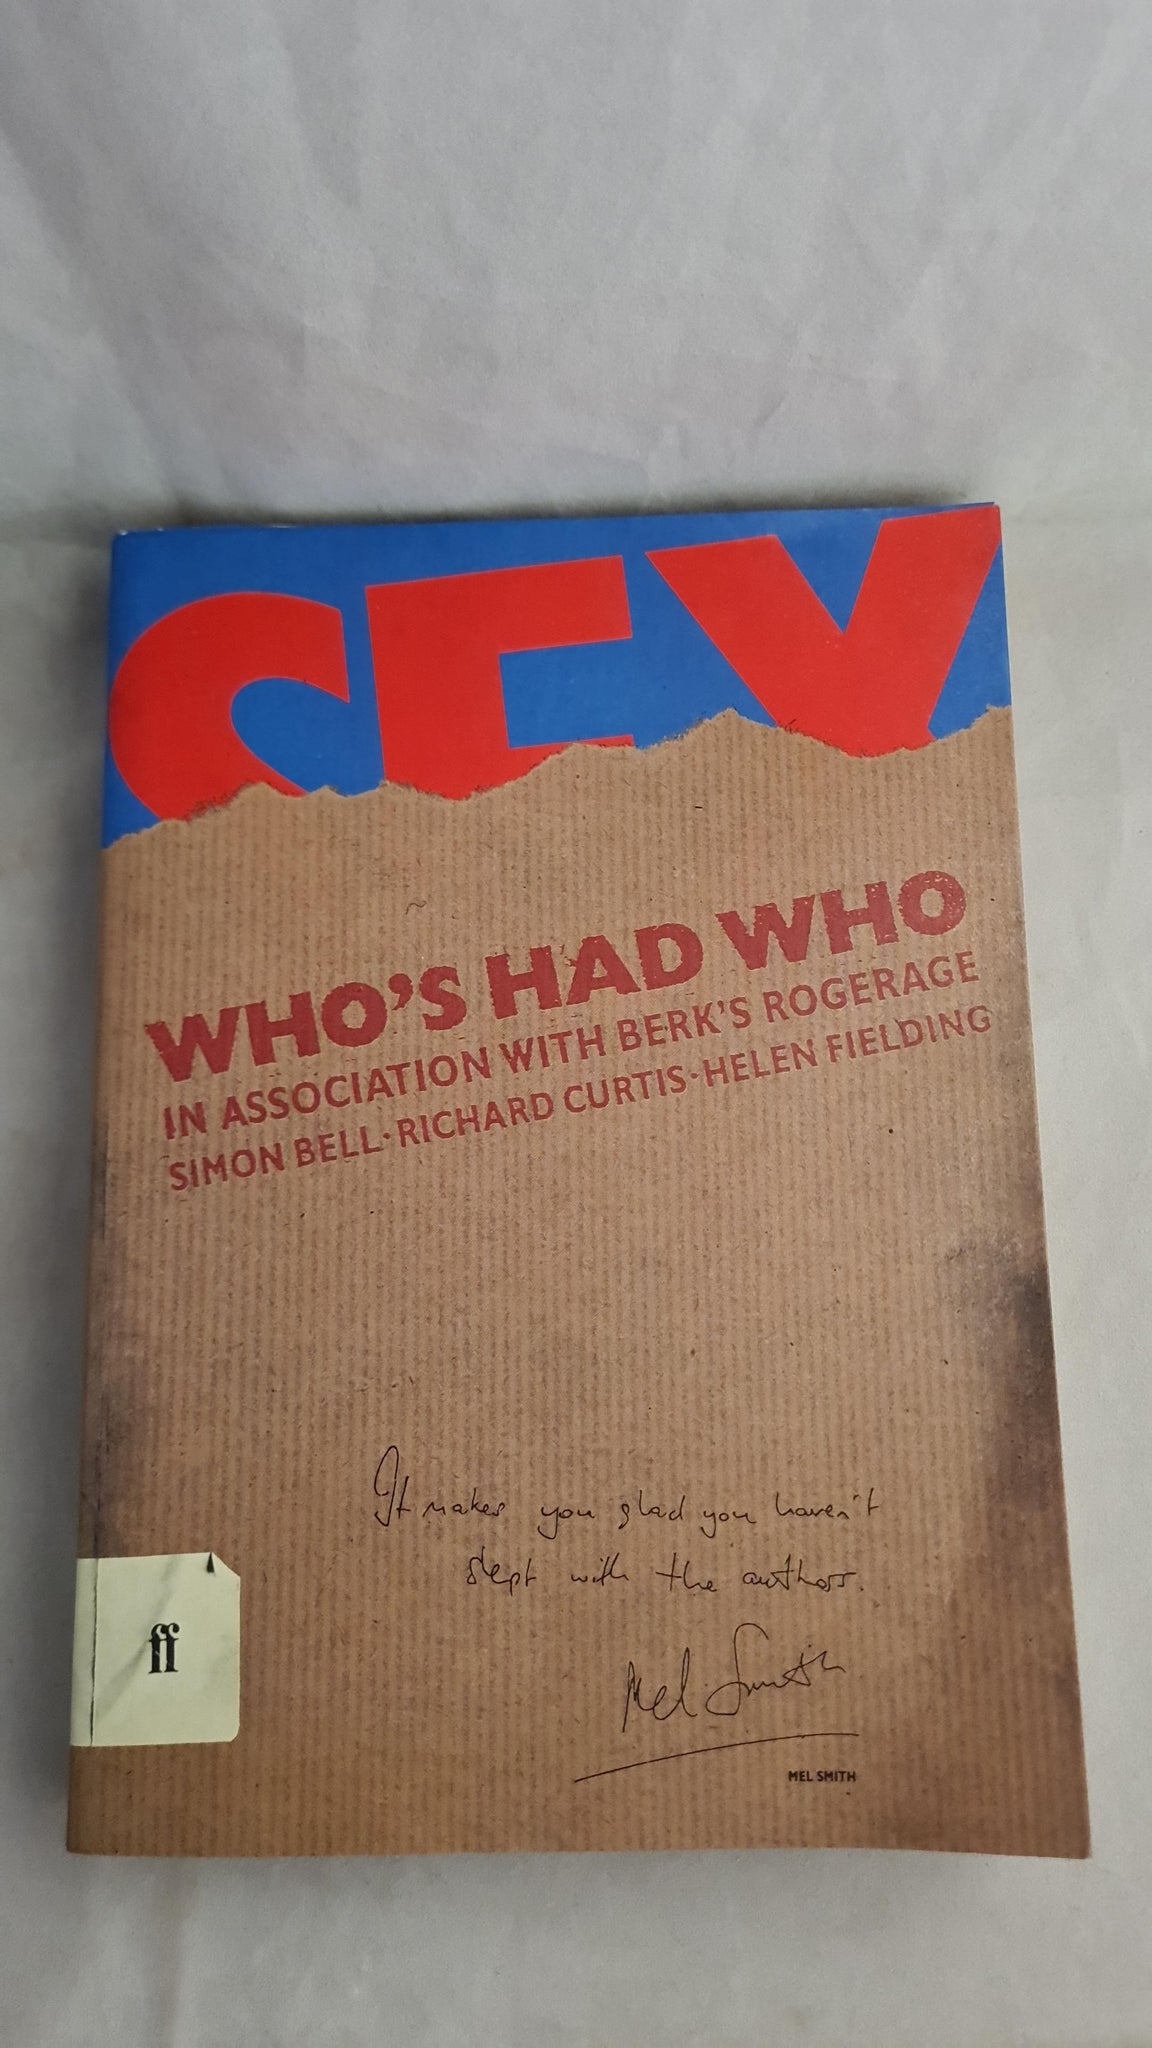 SEX
WHO'S HAD WHO
IN ASSOCIATION WITH BERK'S ROGERAGE
SIMON BELL·RICHARD CURTIS·HELEN FIELDING
It makes you glad you haven't
slept with the authors.
Mel Smith
MEL SMITH
ff